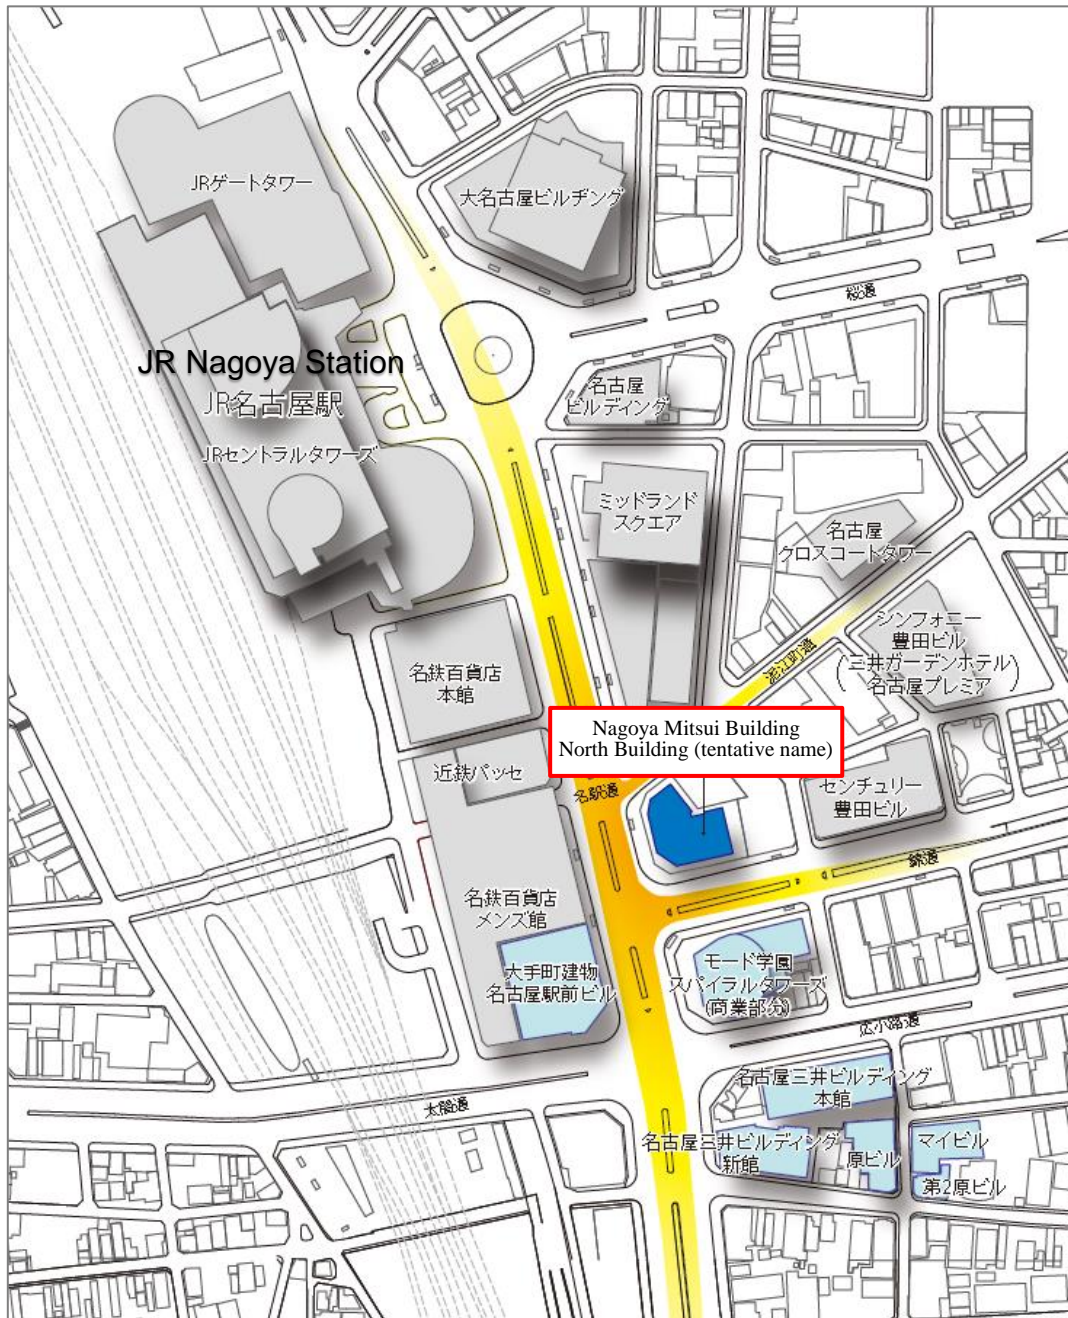 JRゲートタワー
大名古屋ビルヂング
桜通
JR Nagoya Station
JR名古屋駅
JRセントラルタワーズ
名古屋
ビルディング
ミッドランド
スクエア
名古屋
クロスコートタワー
シンフォニー
豊田ビル
(三井ガーデンホテル)
名古屋プレミア
名鉄百貨店
本館
Nagoya Mitsui Building
North Building (tentative name)
近鉄パッセ
名駅通
センチュリー
豊田ビル
錦通
名鉄百貨店
メンズ館
大手町建物
名古屋駅前ビル
モード学園
スパイラルタワーズ
(商業部分)
広小路通
名古屋三井ビルディング
本館
太閤通
名古屋三井ビルディング
新館
原ビル
マイビル
第2原ビル